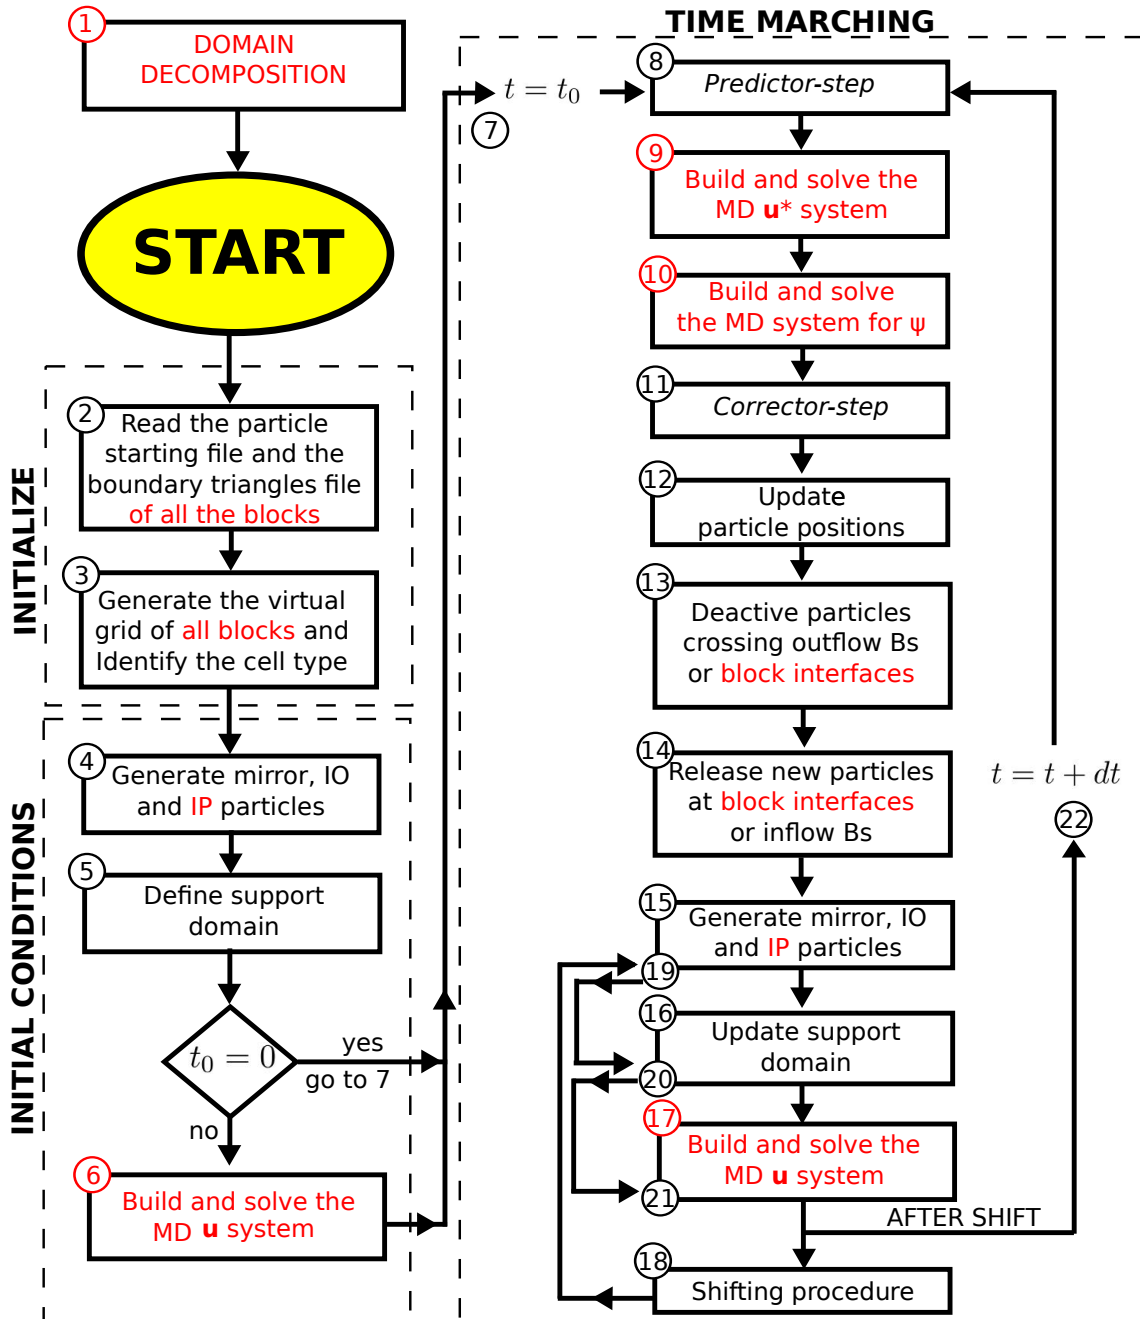 1
DOMAIN
DECOMPOSITION
START
INITIALIZE
2
Read the particle
starting file and the
boundary triangles file
of all the blocks
3
Generate the virtual
grid of all blocks and
Identify the cell type
INITIAL CONDITIONS
4
Generate mirror, IO
and IP particles
5
Define support
domain
t₀ = 0
yes
go to 7
no
6
Build and solve the
MD u system
TIME MARCHING
7
t = t₀
8
Predictor-step
9
Build and solve the
MD u* system
10
Build and solve
the MD system for ψ
11
Corrector-step
12
Update
particle positions
13
Deactive particles
crossing outflow Bs
or block interfaces
14
Release new particles
at block interfaces
or inflow Bs
15
Generate mirror, IO
and IP particles
19
16
Update support
domain
20
17
Build and solve the
MD u system
21
AFTER SHIFT
18
Shifting procedure
t = t + dt
22